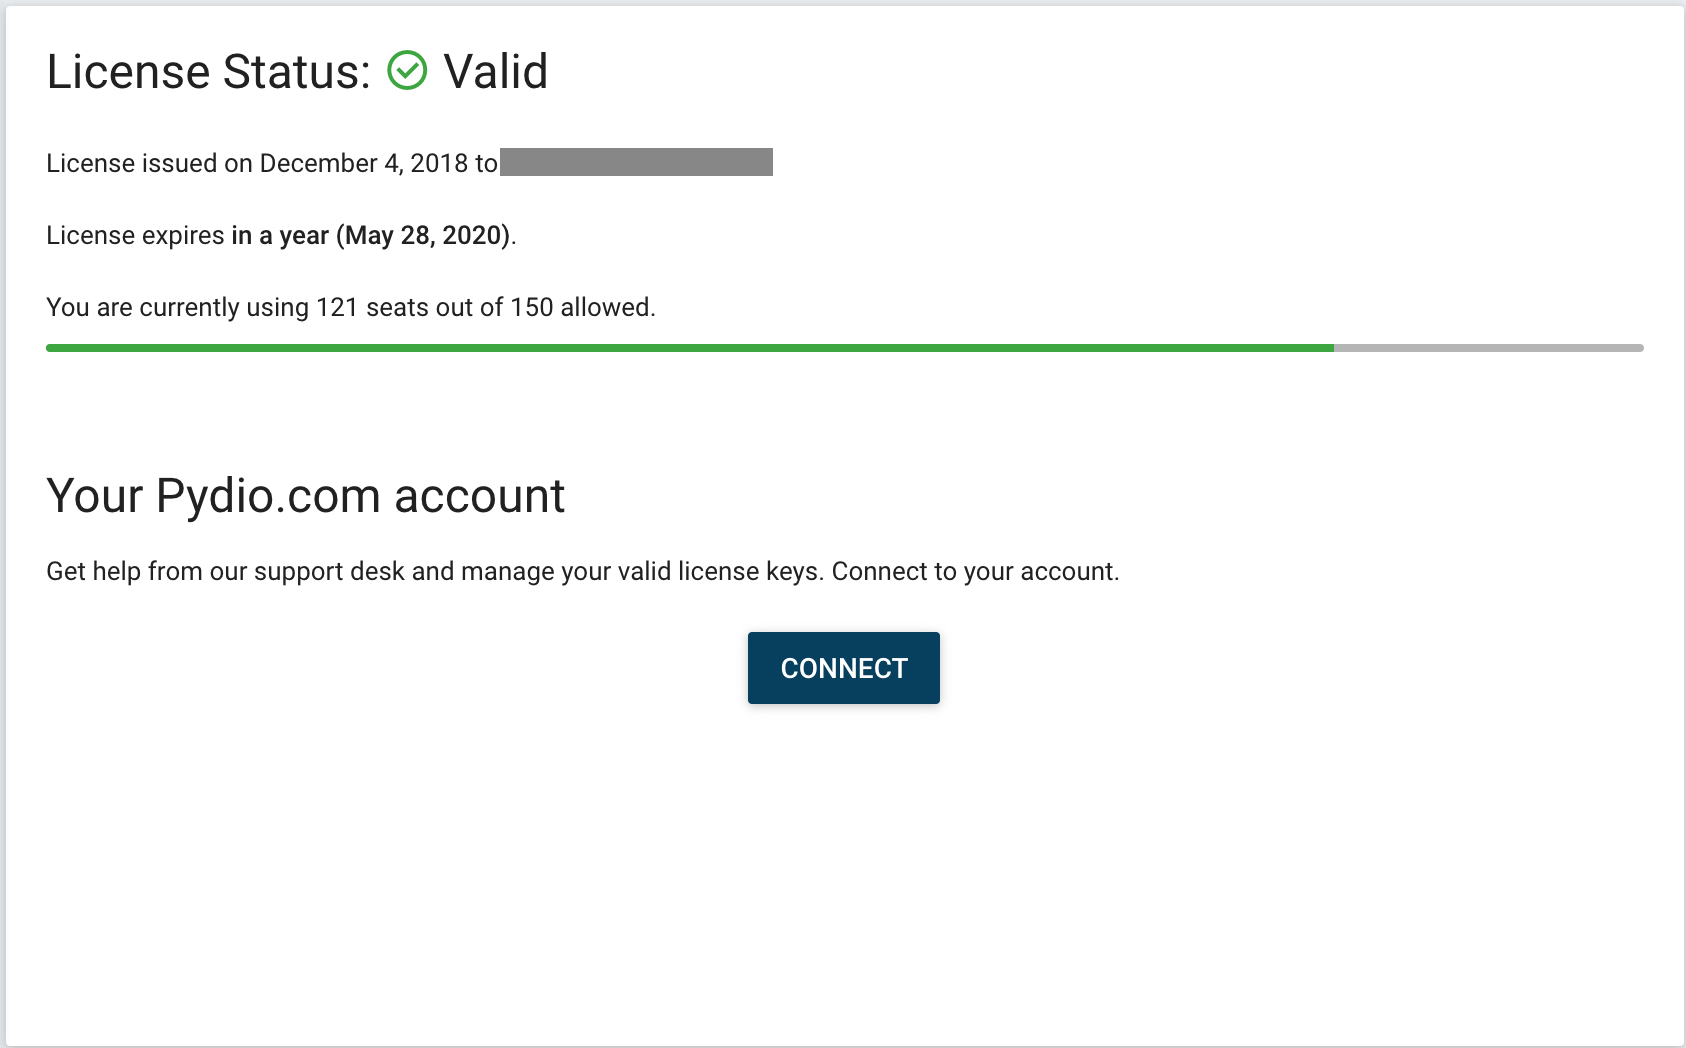 License Status: Valid
License issued on December 4, 2018 to
License expires in a year (May 28, 2020).
You are currently using 121 seats out of 150 allowed.
Your Pydio.com account
Get help from our support desk and manage your valid license keys. Connect to your account.
CONNECT